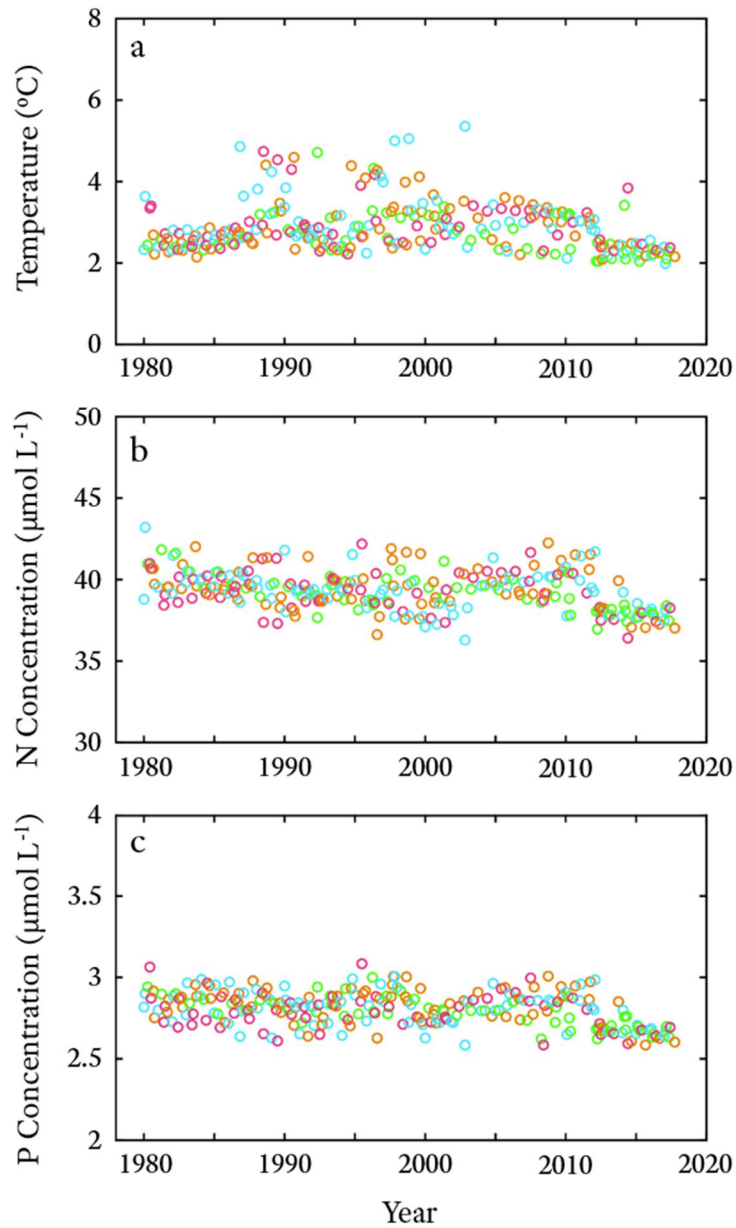 a
Temperature (ºC)
8
6
4
2
0
1980 1990 2000 2010 2020
b
N Concentration (μmol L-1)
50
45
40
35
30
1980 1990 2000 2010 2020
c
P Concentration (μmol L-1)
4
3.5
3
2.5
2
1980 1990 2000 2010 2020
Year